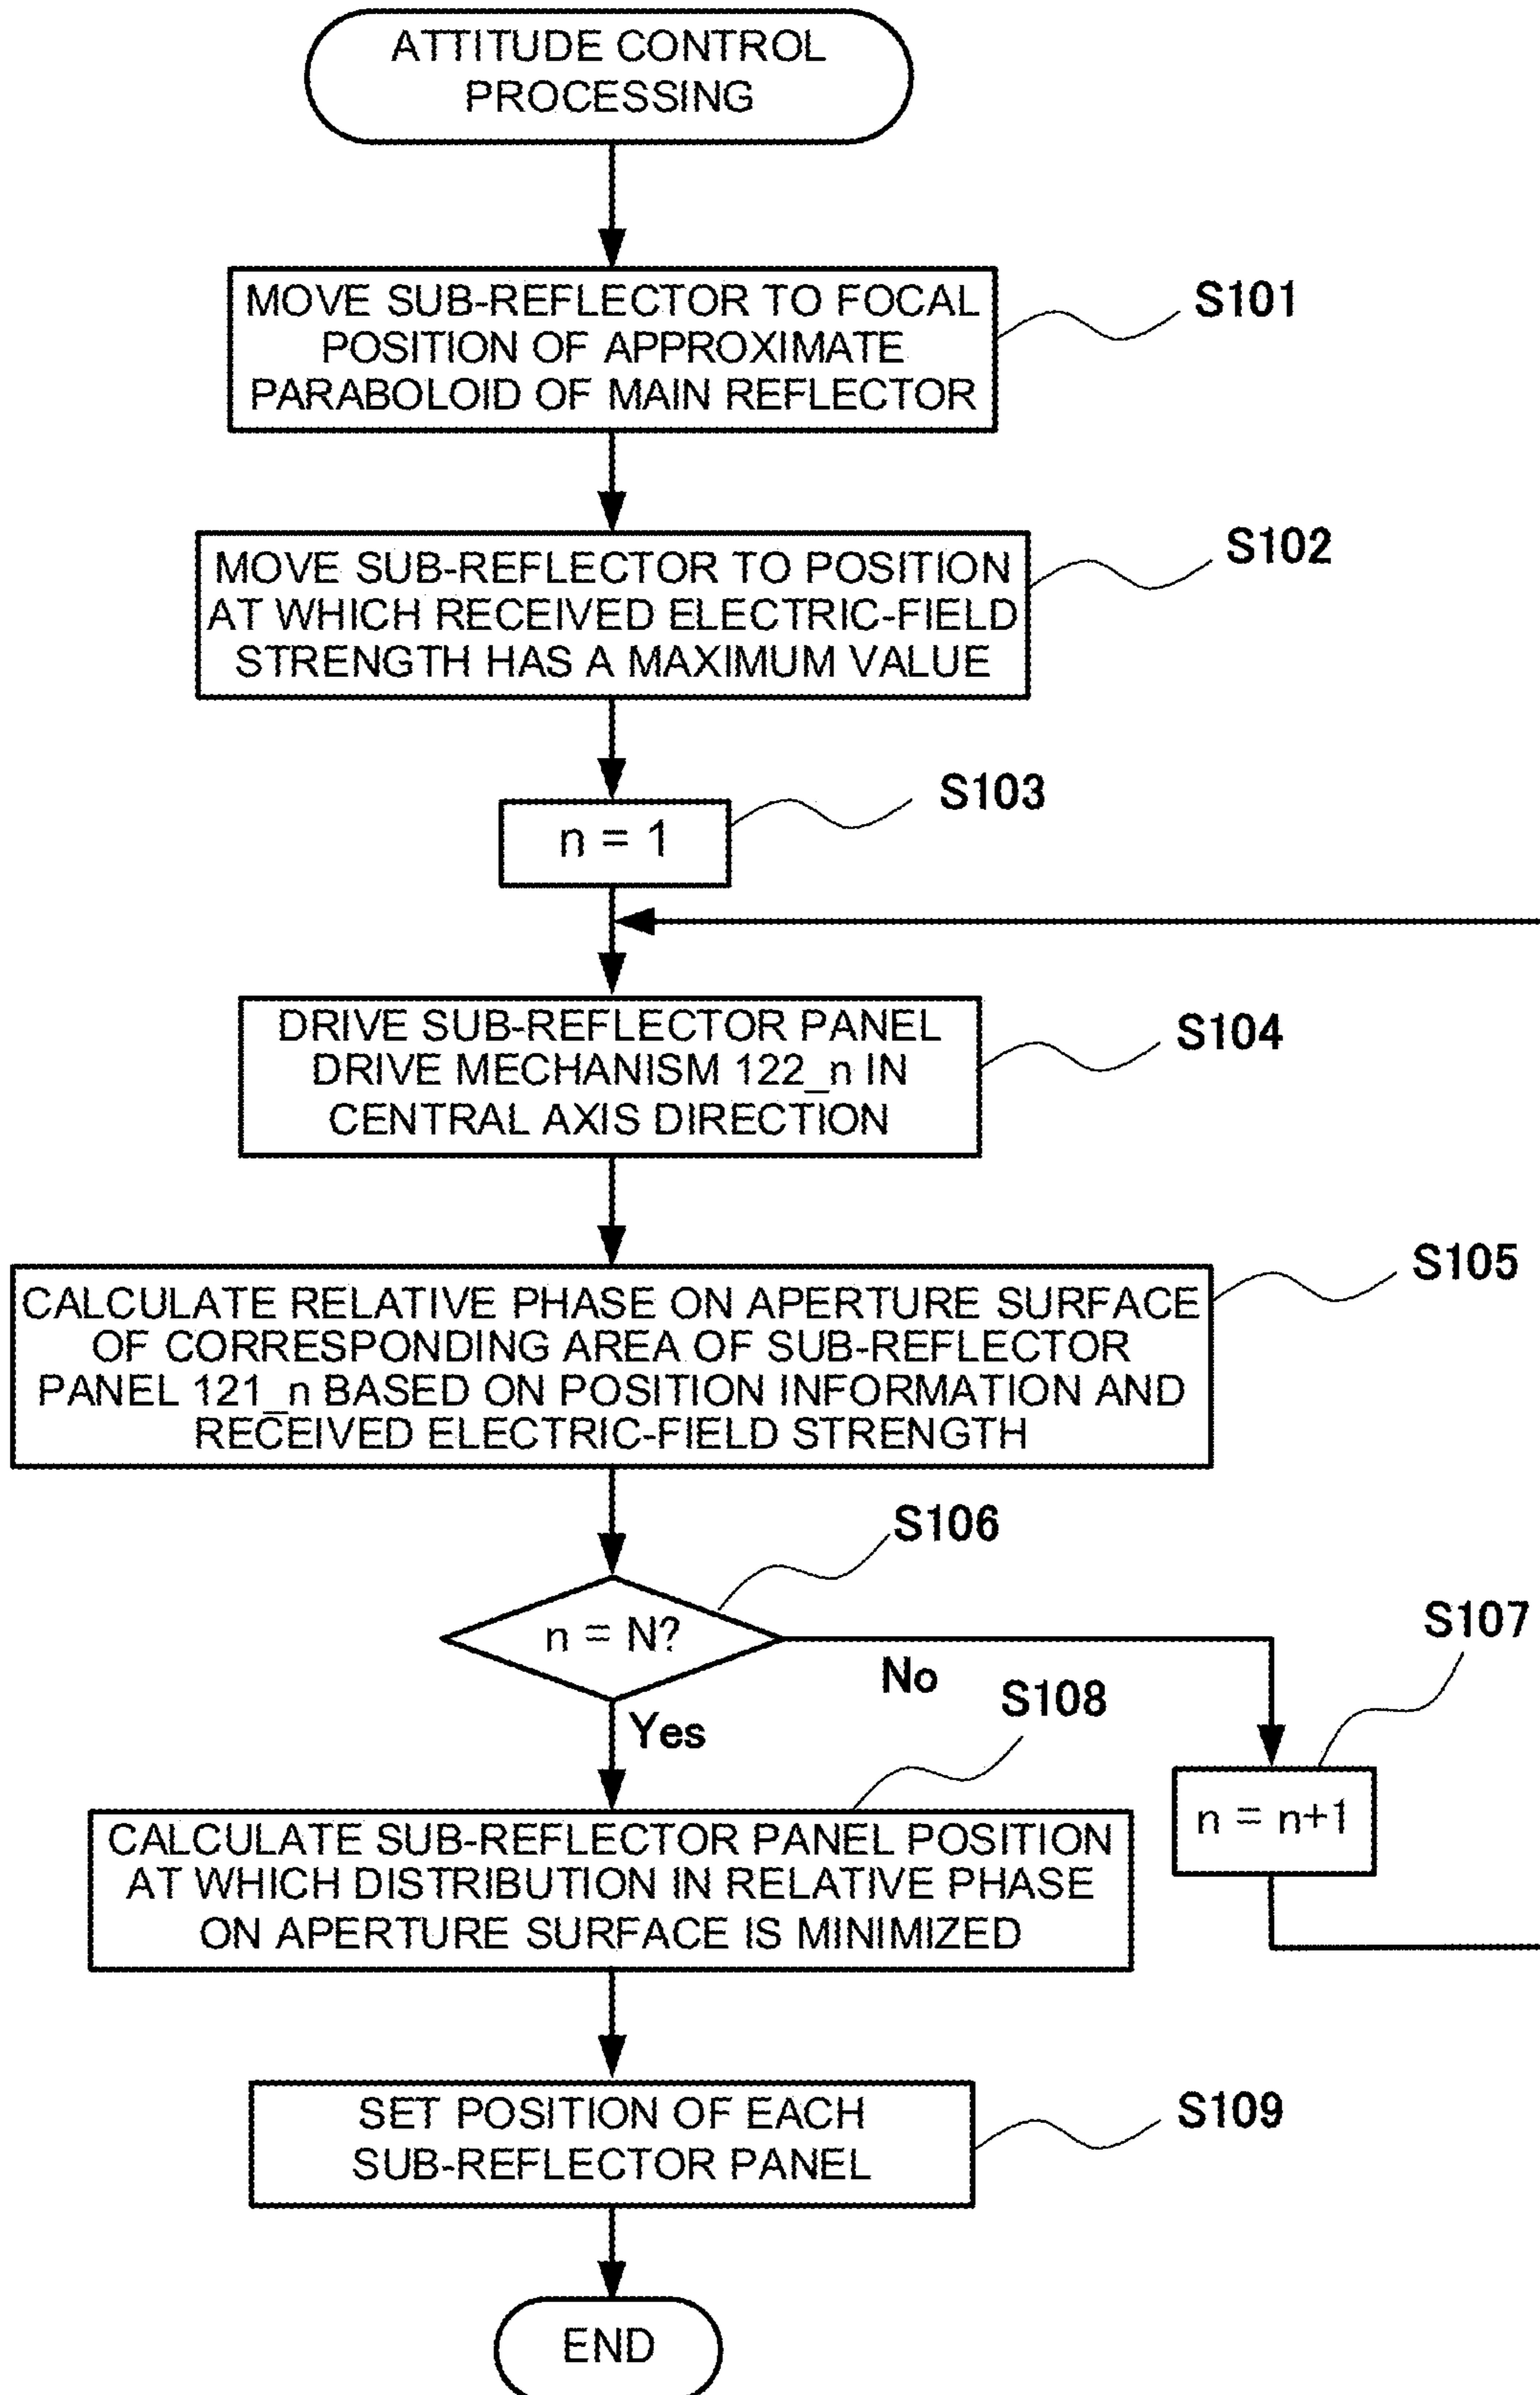 ATTITUDE CONTROL
PROCESSING
MOVE SUB-REFLECTOR TO FOCAL
POSITION OF APPROXIMATE
PARABOLOID OF MAIN REFLECTOR
S101
MOVE SUB-REFLECTOR TO POSITION
AT WHICH RECEIVED ELECTRIC-FIELD
STRENGTH HAS A MAXIMUM VALUE
S102
n = 1
S103
DRIVE SUB-REFLECTOR PANEL
DRIVE MECHANISM 122_n IN
CENTRAL AXIS DIRECTION
S104
CALCULATE RELATIVE PHASE ON APERTURE SURFACE
OF CORRESPONDING AREA OF SUB-REFLECTOR
PANEL 121_n BASED ON POSITION INFORMATION AND
RECEIVED ELECTRIC-FIELD STRENGTH
S105
n = N?
S106
No
Yes
n = n+1
S107
CALCULATE SUB-REFLECTOR PANEL POSITION
AT WHICH DISTRIBUTION IN RELATIVE PHASE
ON APERTURE SURFACE IS MINIMIZED
S108
SET POSITION OF EACH
SUB-REFLECTOR PANEL
S109
END